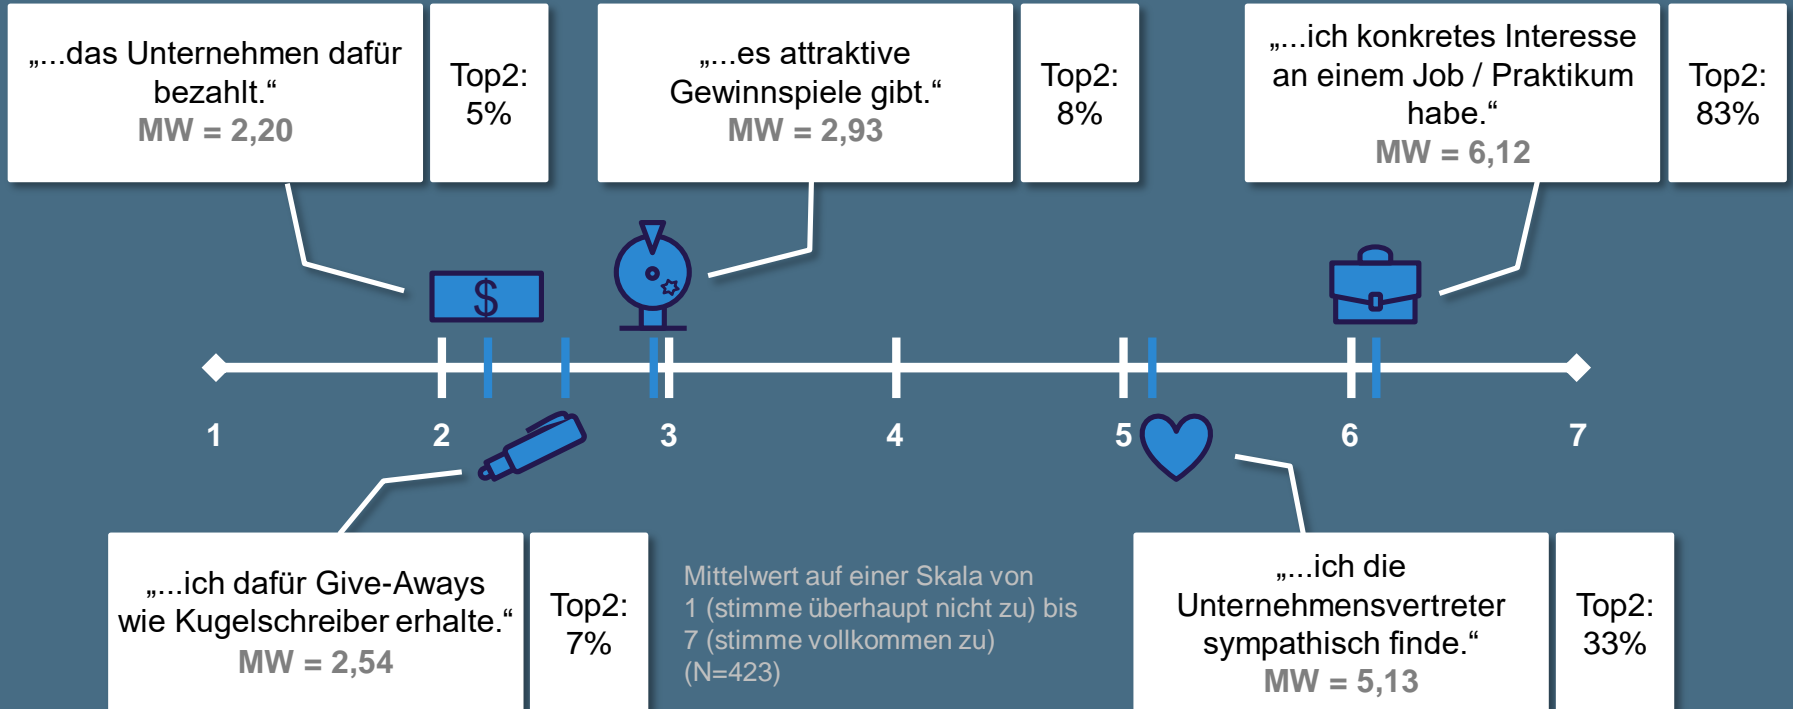 „...das Unternehmen dafür
bezahlt.“
MW = 2,20
Top2:
5%
„...es attraktive
Gewinnspiele gibt.“
MW = 2,93
Top2:
8%
„...ich konkretes Interesse
an einem Job / Praktikum
habe.“
MW = 6,12
Top2:
83%
$
1 2 3 4 5 6 7
„...ich dafür Give-Aways
wie Kugelschreiber erhalte.“
MW = 2,54
Top2:
7%
Mittelwert auf einer Skala von
1 (stimme überhaupt nicht zu) bis
7 (stimme vollkommen zu)
(N=423)
„...ich die
Unternehmensvertreter
sympathisch finde.“
MW = 5,13
Top2:
33%